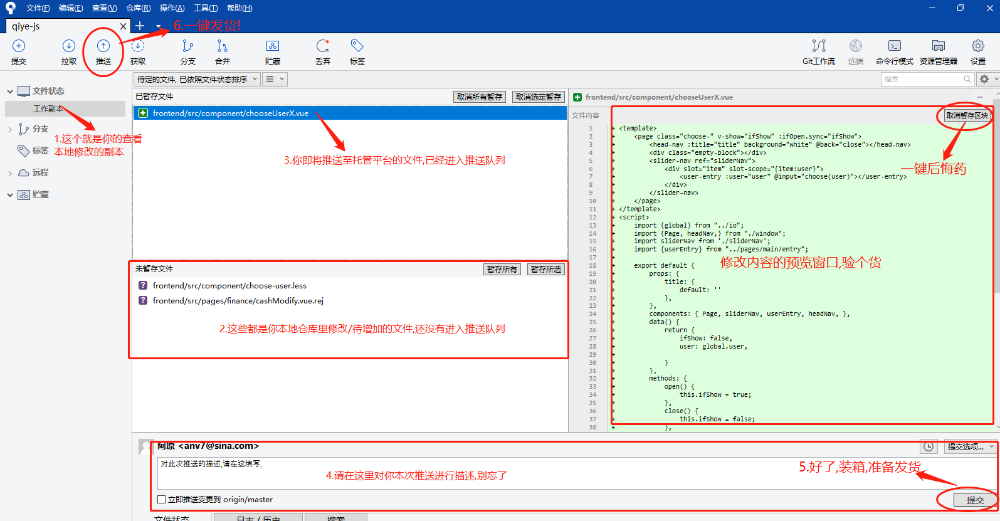 文件(F) 编辑(E) 查看(V) 仓库(R) 操作(A) 工具(T) 帮助(H)
qiye-js
6.一键发货!
提交 拉取 推送 获取 分支 合并 贮藏 丢弃 标签 Git工作流 远端 命令行模式 资源管理器 设置
待定的文件, 已依照文件状态排序
搜索
文件状态
工作副本
分支
标签
远程
贮藏
1.这个就是你的查看
本地修改的副本
已暂存文件 取消所有暂存 取消选定暂存
frontend/src/component/chooseUserX.vue
3.你即将推送至托管平台的文件,已经进入推送队列
未暂存文件 暂存所有 暂存所选
frontend/src/component/choose-user.less
frontend/src/pages/finance/cashModify.vue.rej
2.这些都是你本地仓库里修改/待增加的文件,还没有进入推送队列
frontend/src/component/chooseUserX.vue ...
文件内容 取消暂存区块
一键后悔药
修改内容的预览窗口,验个货
1 + <template>
2 + <page class="choose-" v-show="ifShow" :ifOpen.sync="ifShow">
3 + <head-nav :title="title" background="white" @back="close"></head-nav>
4 + <div class="empty-block"></div>
5 + <slider-nav ref="sliderNav">
6 + <div slot="item" slot-scope="{item:user}">
7 + <user-entry :user="user" @input="choose(user)"></user-entry>
8 + </div>
9 + </slider-nav>
10 + </page>
11 + </template>
12 + <script>
13 + import {global} from "../io";
14 + import {Page, headNav,} from "./window";
15 + import sliderNav from './sliderNav';
16 + import {userEntry} from "../pages/main/entry";
17 +
18 + export default {
19 + props: {
20 + title: {
21 + default: ''
22 + },
23 + },
24 + components: { Page, sliderNav, userEntry, headNav, },
25 + data() {
26 + return {
27 + ifShow: false,
28 + user: global.user,
29 +
30 + }
31 + },
32 + methods: {
33 + open() {
34 + this.ifShow = true;
35 + },
36 + close() {
37 + this.ifShow = false;
38 + },
阿原 <anv7@sina.com>
提交选项...
对此次推送的描述,请在这填写,
4.请在这里对你本次推送进行描述,别忘了
5.好了,装箱,准备发货
立即推送变更到 origin/master
提交
文件状态 日志 / 历史 搜索